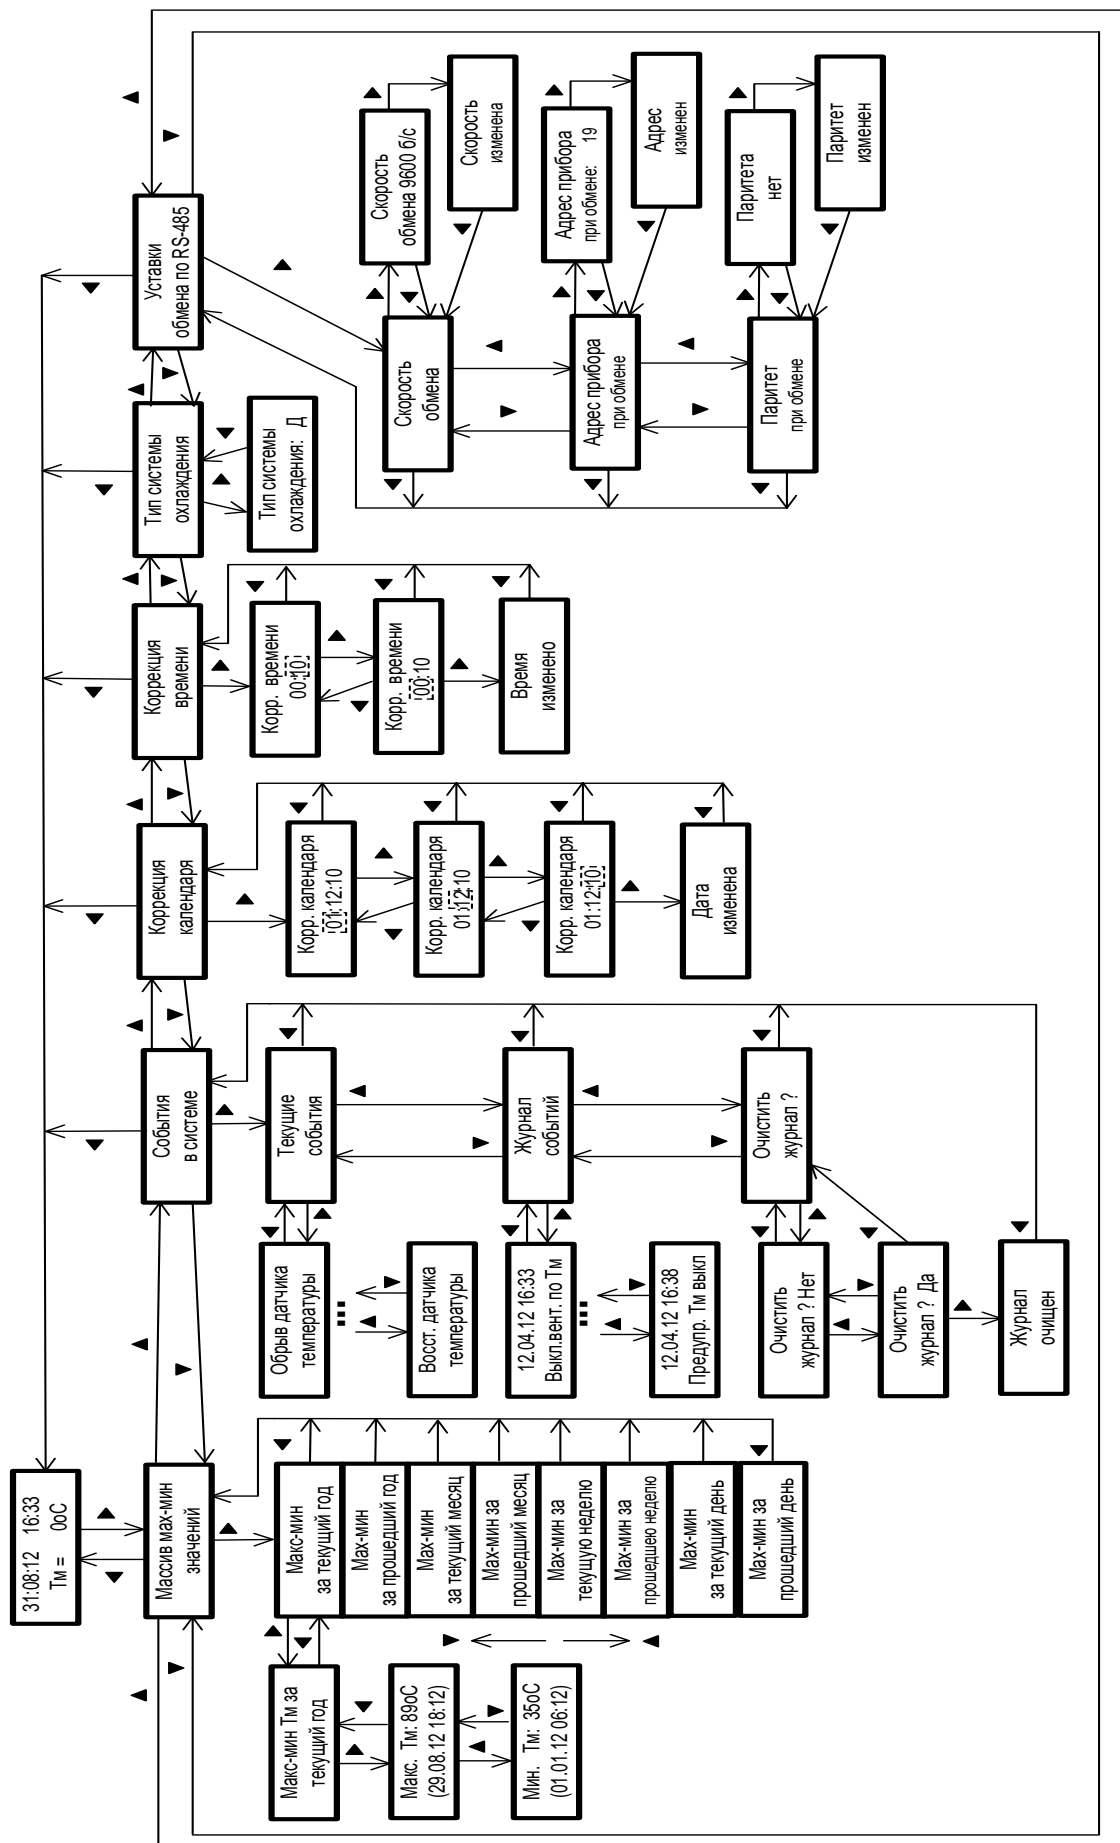 31:08:12 16:33
Тм = 0оС
Массив мах-мин
значений
События
в системе
Коррекция
календаря
Коррекция
времени
Тип системы
охлаждения
Уставки
обмена по RS-485
Макс-мин
за текущий год
Мах-мин
за прошедший год
Мах-мин
за текущий месяц
Мах-мин за
прошедший месяц
Мах-мин за
текущую неделю
Мах-мин за
прошедшею неделю
Мах-мин
за текущий день
Мах-мин за
прошедший день
Макс-мин Тм за
текущий год
Макс. Тм: 89оС
(29.08.12 18:12)
Мин. Тм: 35оС
(01.01.12 06:12)
Текущие
события
Обрыв датчика
температуры
Восст. датчика
температуры
Журнал
событий
12.04.12 16:33
Выкл.вент. по Тм
12.04.12 16:38
Предупр. Тм выкл
Очистить
журнал ?
Очистить
журнал ? Нет
Очистить
журнал ? Да
Журнал
очищен
Корр. календаря
01:12:10
Корр. календаря
01:12:10
Корр. календаря
01:12:10
Дата
изменена
Корр. времени
00:10
Корр. времени
00:10
Время
изменено
Тип системы
охлаждения: Д
Скорость
обмена
Скорость
обмена 9600 б/с
Скорость
изменена
Адрес прибора
при обмене
Адрес прибора
при обмене: 19
Адрес
изменен
Паритет
при обмене
Паритета
нет
Паритет
изменен